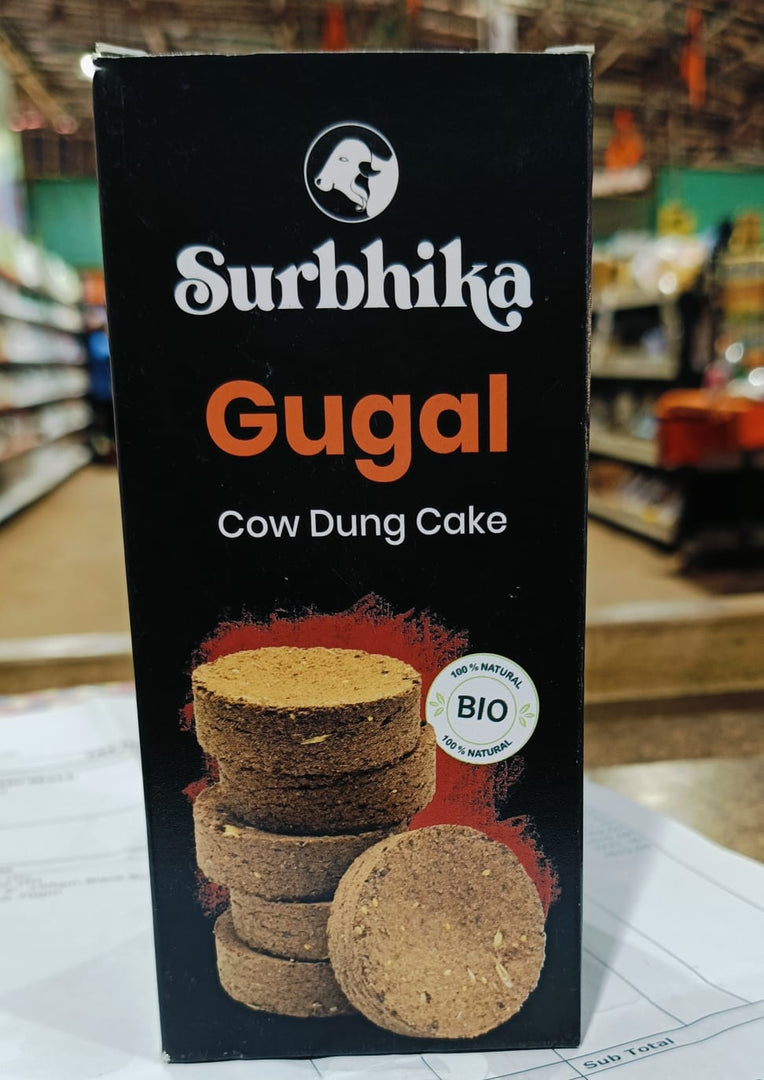 Surbhika
Gugal
Cow Dung Cake
100 % NATURAL
BIO
100 % NATURAL
Sub Total